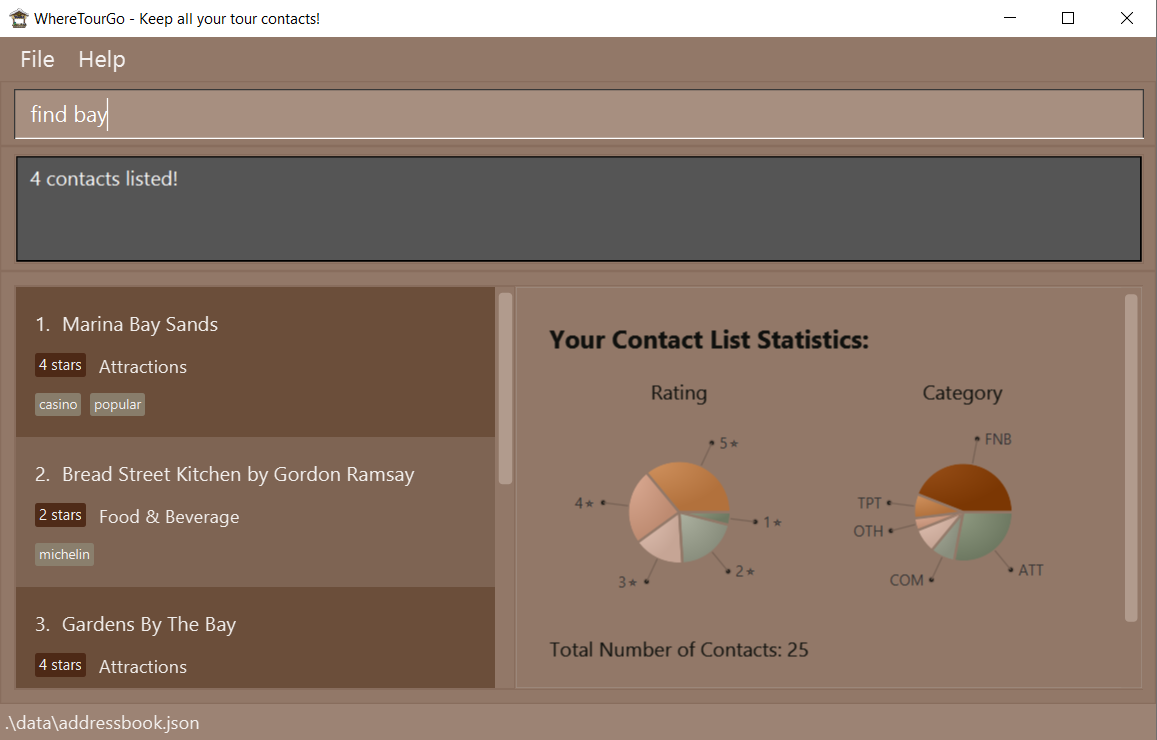 WhereTourGo - Keep all your tour contacts!
File Help
find bay
4 contacts listed!
1. Marina Bay Sands
4 stars Attractions
casino popular
2. Bread Street Kitchen by Gordon Ramsay
2 stars Food & Beverage
michelin
3. Gardens By The Bay
4 stars Attractions
Your Contact List Statistics:
Rating
5★
4★
1★
2★
3★
Category
FNB
TPT
OTH
ATT
COM
Total Number of Contacts: 25
.\data\addressbook.json